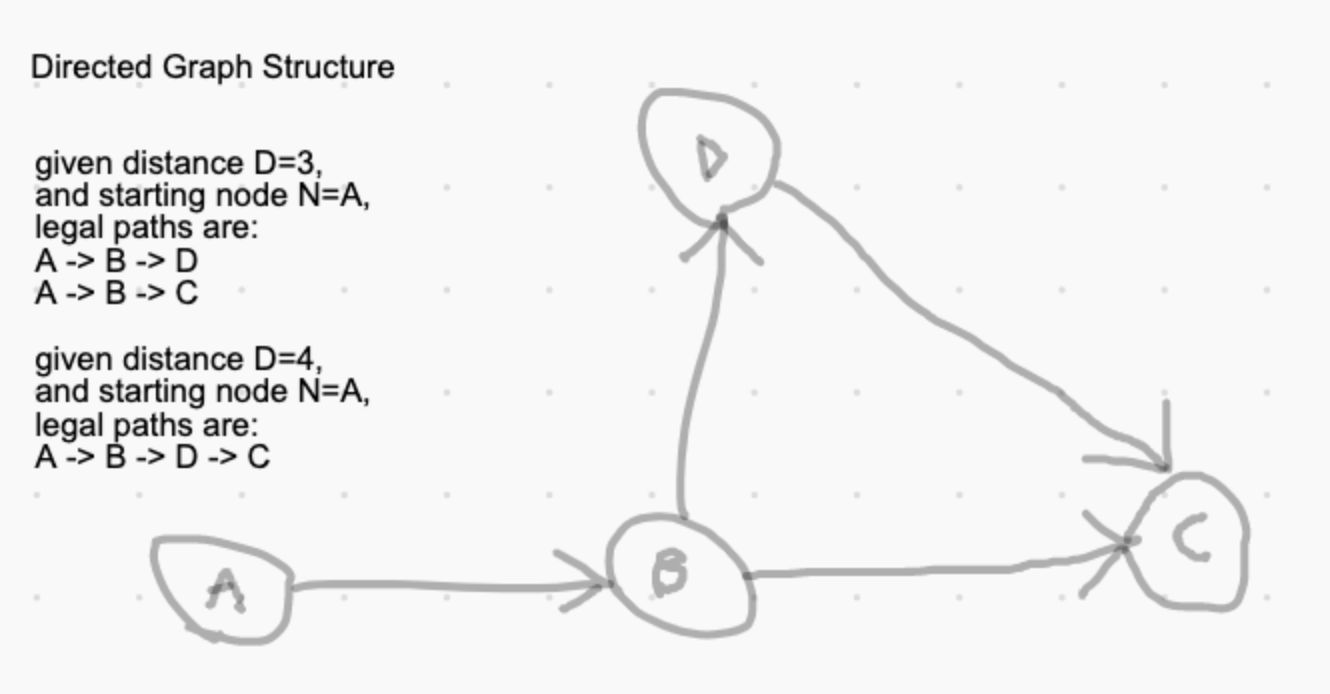 Directed Graph Structure
given distance D=3,
and starting node N=A,
legal paths are:
A -> B -> D
A -> B -> C
given distance D=4,
and starting node N=A,
legal paths are:
A -> B -> D -> C
D
A
B
C